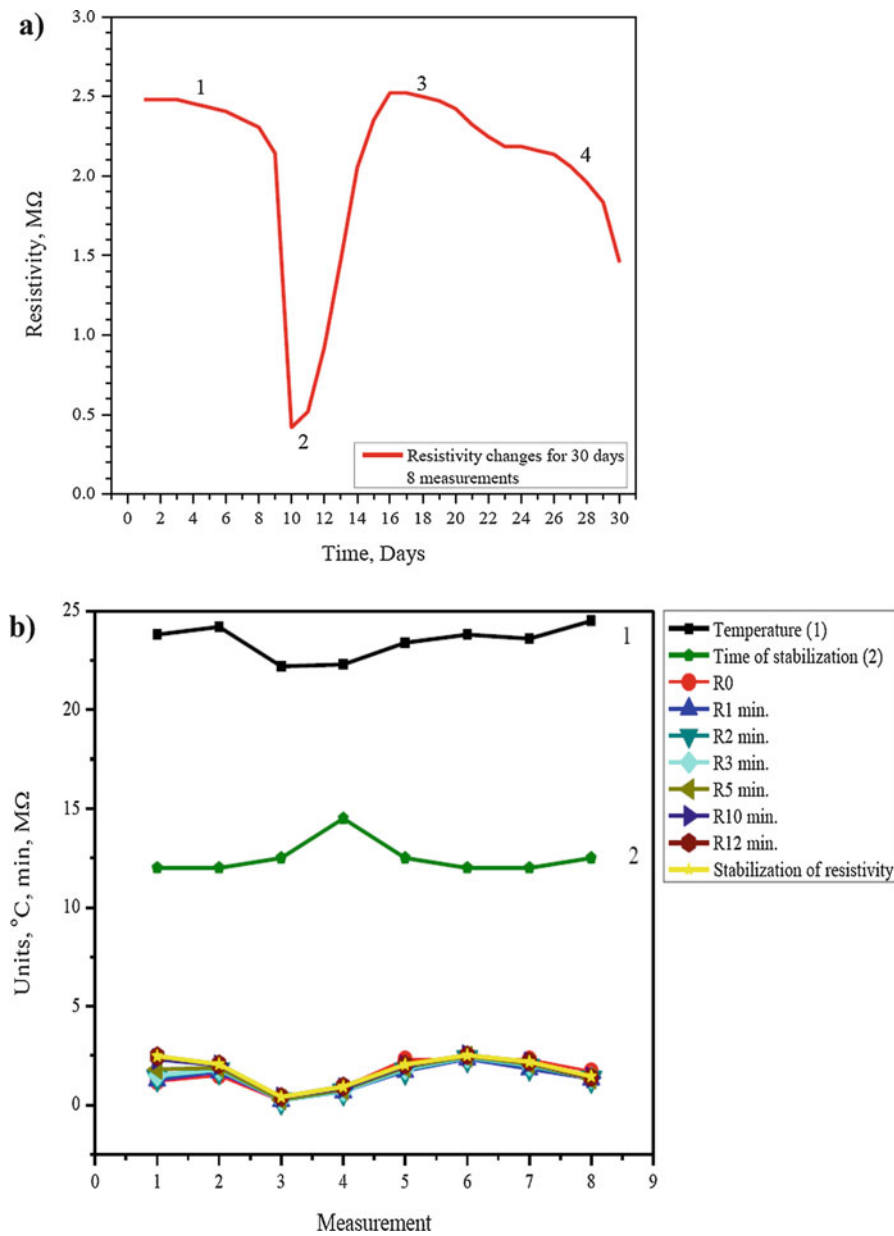 a)
3.0
2.5
2.0
1.5
1.0
0.5
0.0
Resistivity, MΩ
1
2
3
4
Resistivity changes for 30 days
8 measurements
0 2 4 6 8 10 12 14 16 18 20 22 24 26 28 30
Time, Days
b)
25
20
15
10
5
0
Units, °C, min, MΩ
1
2
0 1 2 3 4 5 6 7 8 9
Measurement
Temperature (1)
Time of stabilization (2)
R0
R1 min.
R2 min.
R3 min.
R5 min.
R10 min.
R12 min.
Stabilization of resistivity